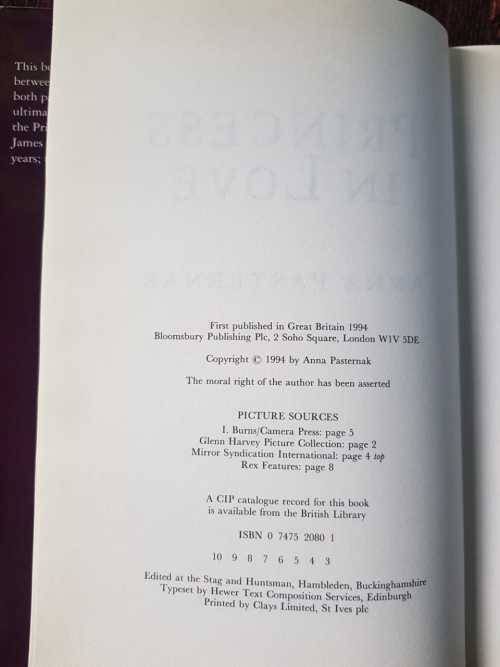 This b
betwee
both p
ultima
the Pri
James
years;
PRINCESS
IN LOVE
ANNA PASTERNAK
First published in Great Britain 1994
Bloomsbury Publishing Plc, 2 Soho Square, London W1V 5DE
Copyright © 1994 by Anna Pasternak
The moral right of the author has been asserted
PICTURE SOURCES
I. Burns/Camera Press: page 5
Glenn Harvey Picture Collection: page 2
Mirror Syndication International: page 4 top
Rex Features: page 8
A CIP catalogue record for this book
is available from the British Library
ISBN 0 7475 2080 1
10 9 8 7 6 5 4 3
Edited at the Stag and Huntsman, Hambleden, Buckinghamshire
Typeset by Hewer Text Composition Services, Edinburgh
Printed by Clays Limited, St Ives plc